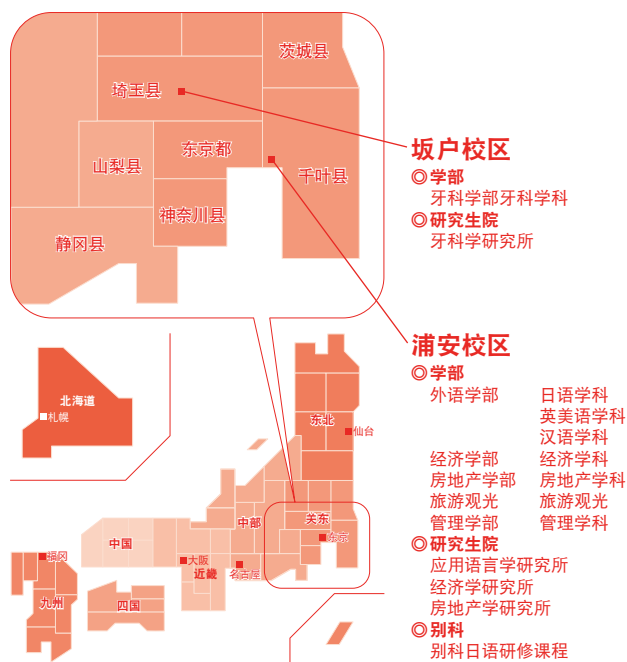 茨城县
埼玉县
东京都
山梨县
千叶县
神奈川县
静冈县
坂户校区
◎学部
牙科学部牙科学科
◎研究生院
牙科学研究所
浦安校区
◎学部
外语学部 日语学科
英美语学科
汉语学科
经济学部 经济学科
房地产学部 房地产学科
旅游观光 旅游观光
管理学部 管理学科
◎研究生院
应用语言学研究所
经济学研究所
房地产学研究所
◎别科
别科日语研修课程
北海道
札幌
东北
仙台
中部
关东
东京
中国
大阪
近畿
名古屋
福冈
九州
四国